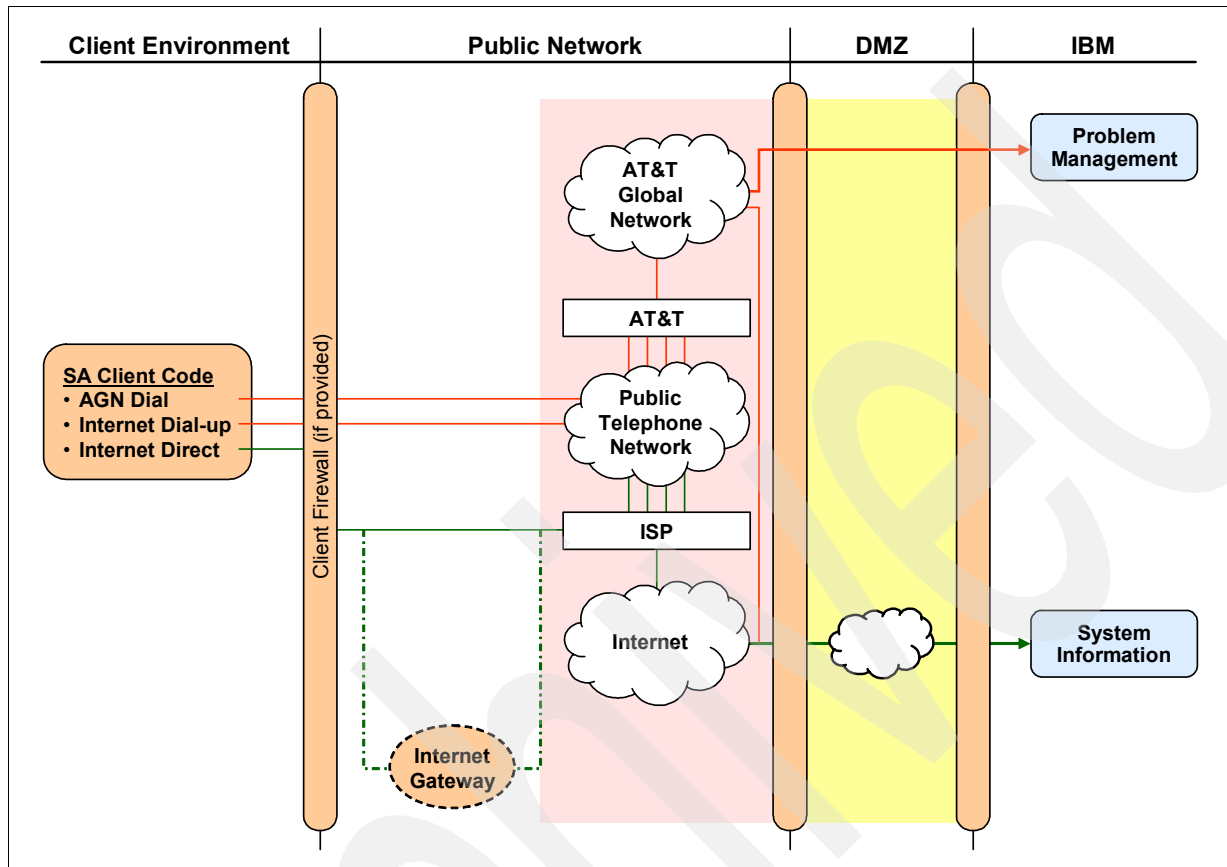 Client Environment
Public Network
DMZ
IBM
Problem
Management
AT&T
Global
Network
AT&T
Client Firewall (if provided)
SA Client Code
• AGN Dial
• Internet Dial-up
• Internet Direct
Public
Telephone
Network
ISP
Internet
System
Information
Internet
Gateway